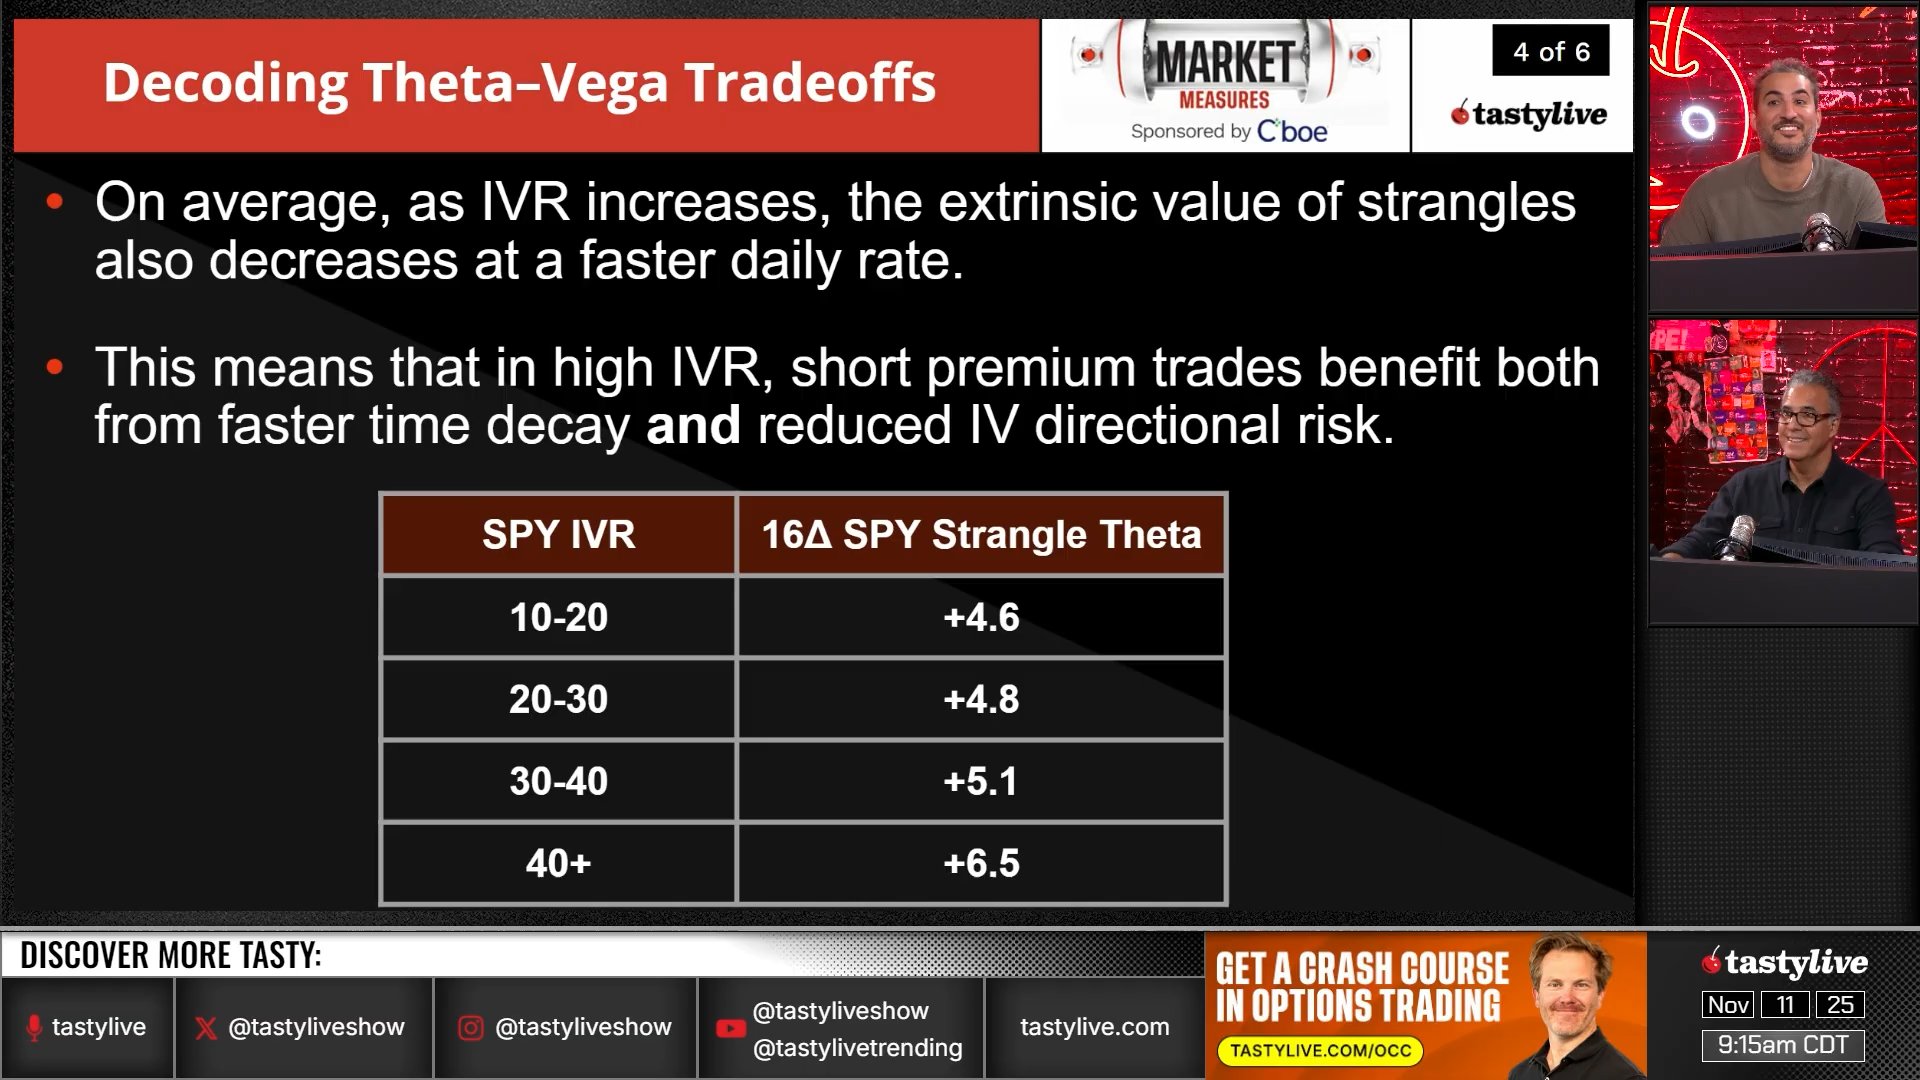 Decoding Theta–Vega Tradeoffs
MARKET
MEASURES
Sponsored by Cboe
4 of 6
tastylive
• On average, as IVR increases, the extrinsic value of strangles
also decreases at a faster daily rate.
• This means that in high IVR, short premium trades benefit both
from faster time decay and reduced IV directional risk.
SPY IVR 16Δ SPY Strangle Theta
10-20 +4.6
20-30 +4.8
30-40 +5.1
40+ +6.5
DISCOVER MORE TASTY:
tastylive
@tastyliveshow
@tastyliveshow
@tastyliveshow
@tastylivetrending
tastylive.com
GET A CRASH COURSE
IN OPTIONS TRADING
TASTYLIVE.COM/OCC
tastylive
Nov 11 25
9:15am CDT